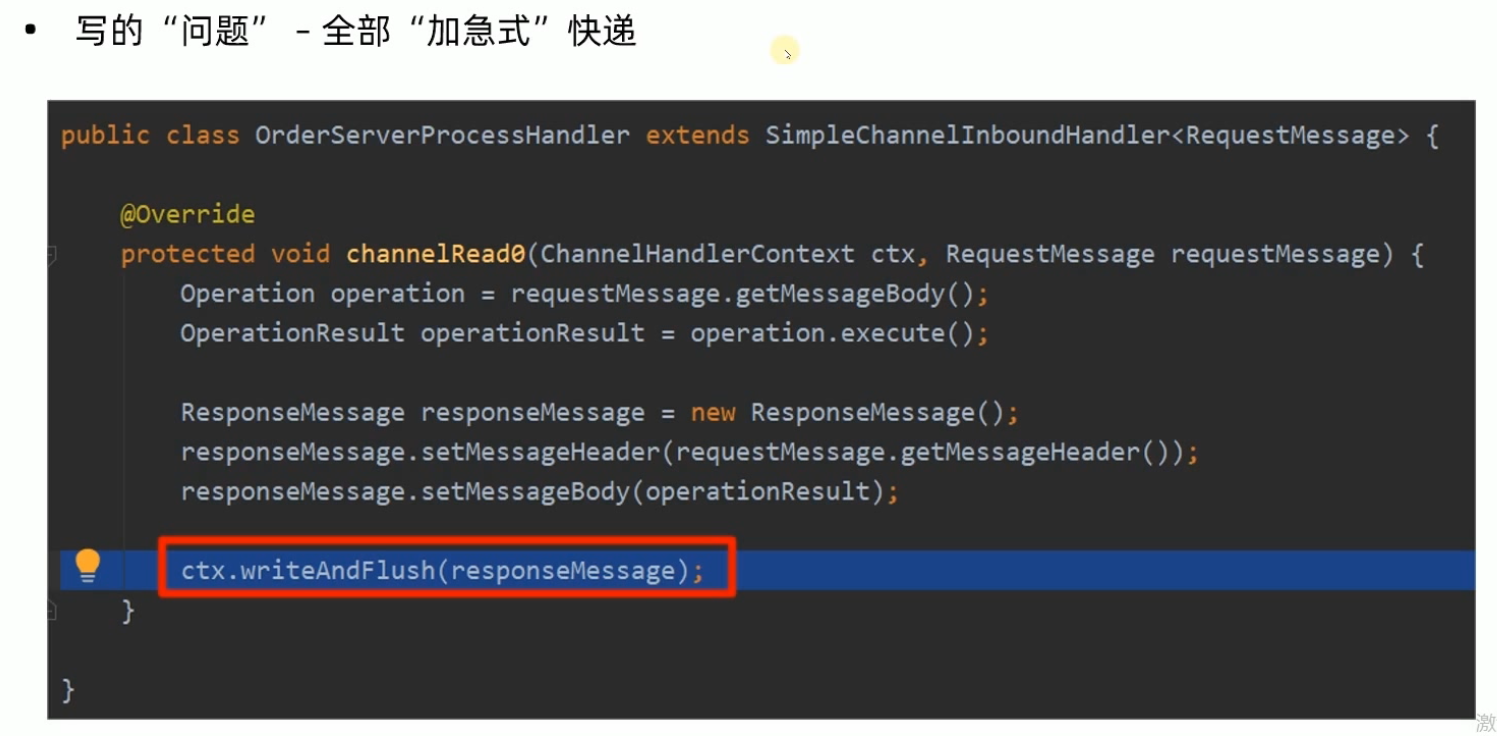 • 写的“问题” - 全部“加急式”快递
public class OrderServerProcessHandler extends SimpleChannelInboundHandler<RequestMessage> {
@Override
protected void channelRead0(ChannelHandlerContext ctx, RequestMessage requestMessage) {
Operation operation = requestMessage.getMessageBody();
OperationResult operationResult = operation.execute();
ResponseMessage responseMessage = new ResponseMessage();
responseMessage.setMessageHeader(requestMessage.getMessageHeader());
responseMessage.setMessageBody(operationResult);
ctx.writeAndFlush(responseMessage);
}
}
激